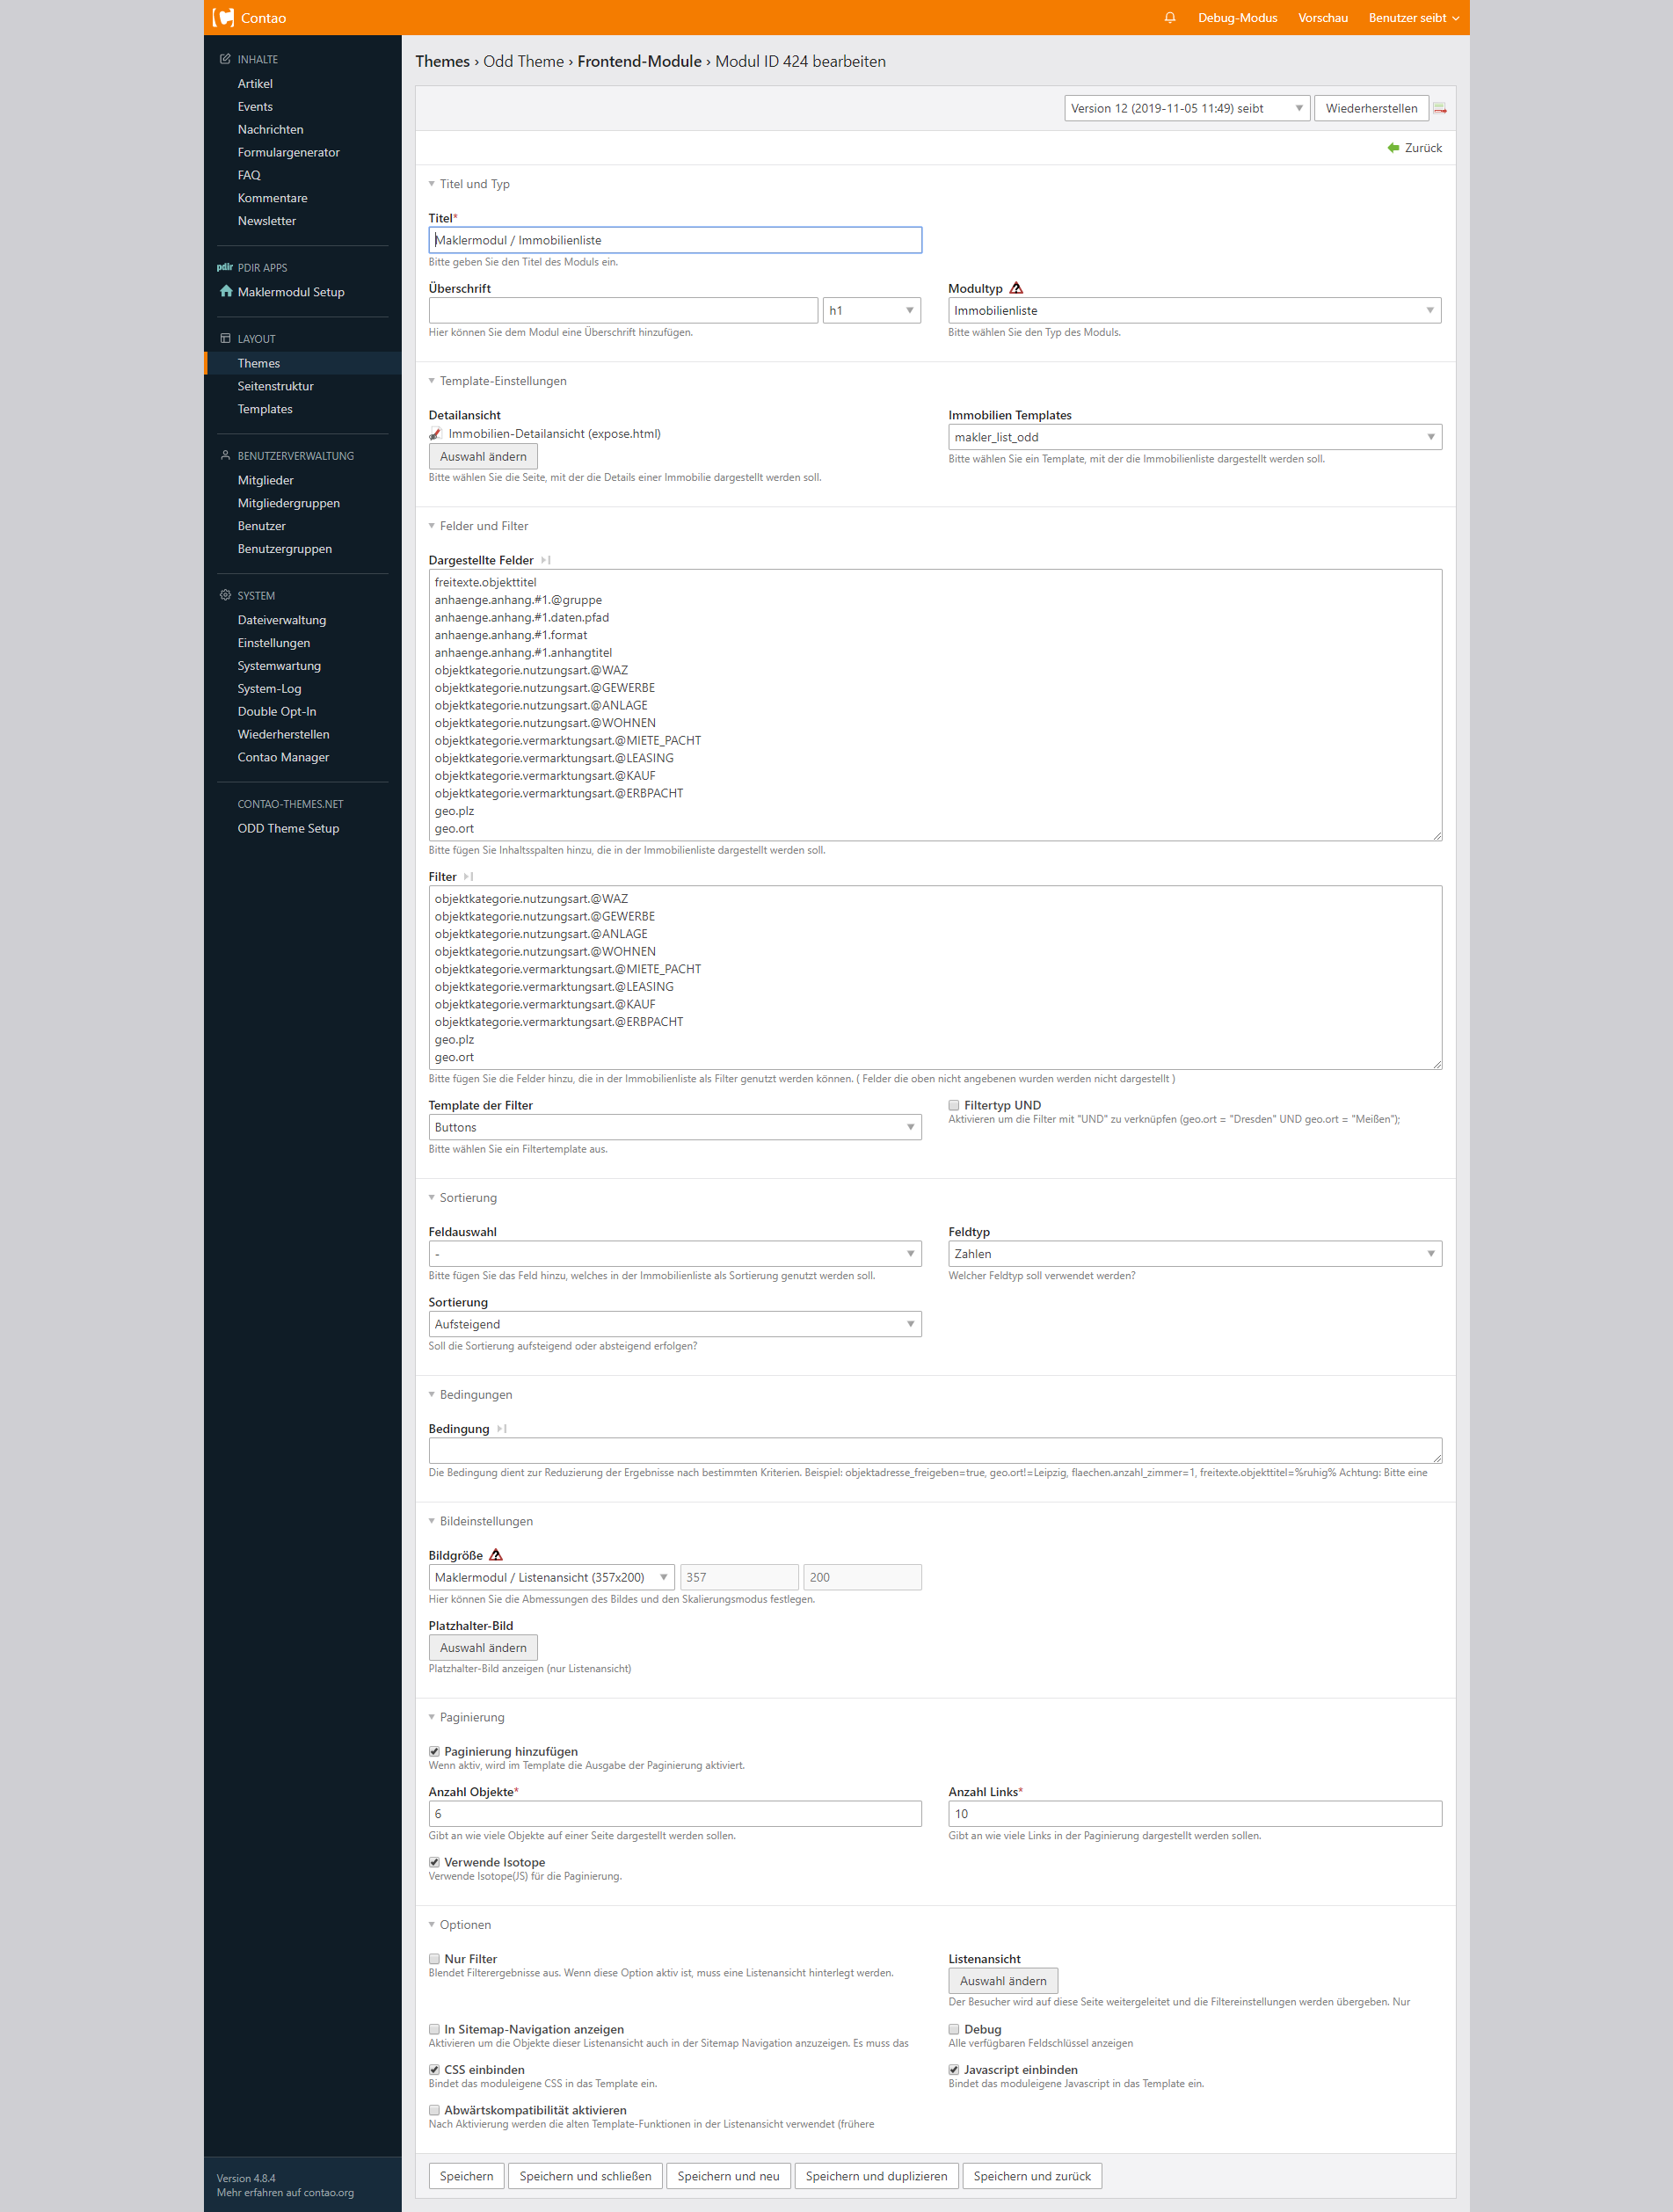 Contao
Debug-Modus
Vorschau
Benutzer seibt
INHALTE
Artikel
Events
Nachrichten
Formulargenerator
FAQ
Kommentare
Newsletter
pdir PDIR APPS
Maklermodul Setup
LAYOUT
Themes
Seitenstruktur
Templates
BENUTZERVERWALTUNG
Mitglieder
Mitgliedergruppen
Benutzer
Benutzergruppen
SYSTEM
Dateiverwaltung
Einstellungen
Systemwartung
System-Log
Double Opt-In
Wiederherstellen
Contao Manager
CONTAO-THEMES.NET
ODD Theme Setup
Version 4.8.4
Mehr erfahren auf contao.org
Themes › Odd Theme › Frontend-Module › Modul ID 424 bearbeiten
Version 12 (2019-11-05 11:49) seibt
Wiederherstellen
Zurück
Titel und Typ
Titel*
Maklermodul / Immobilienliste
Bitte geben Sie den Titel des Moduls ein.
Überschrift
h1
Hier können Sie dem Modul eine Überschrift hinzufügen.
Modultyp
Immobilienliste
Bitte wählen Sie den Typ des Moduls.
Template-Einstellungen
Detailansicht
Immobilien-Detailansicht (expose.html)
Auswahl ändern
Bitte wählen Sie die Seite, mit der die Details einer Immobilie dargestellt werden soll.
Immobilien Templates
makler_list_odd
Bitte wählen Sie ein Template, mit der die Immobilienliste dargestellt werden soll.
Felder und Filter
Dargestellte Felder
freitexte.objekttitel
anhaenge.anhang.#1.@gruppe
anhaenge.anhang.#1.daten.pfad
anhaenge.anhang.#1.format
anhaenge.anhang.#1.anhangtitel
objektkategorie.nutzungsart.@WAZ
objektkategorie.nutzungsart.@GEWERBE
objektkategorie.nutzungsart.@ANLAGE
objektkategorie.nutzungsart.@WOHNEN
objektkategorie.vermarktungsart.@MIETE_PACHT
objektkategorie.vermarktungsart.@LEASING
objektkategorie.vermarktungsart.@KAUF
objektkategorie.vermarktungsart.@ERBPACHT
geo.plz
geo.ort
Bitte fügen Sie Inhaltsspalten hinzu, die in der Immobilienliste dargestellt werden soll.
Filter
objektkategorie.nutzungsart.@WAZ
objektkategorie.nutzungsart.@GEWERBE
objektkategorie.nutzungsart.@ANLAGE
objektkategorie.nutzungsart.@WOHNEN
objektkategorie.vermarktungsart.@MIETE_PACHT
objektkategorie.vermarktungsart.@LEASING
objektkategorie.vermarktungsart.@KAUF
objektkategorie.vermarktungsart.@ERBPACHT
geo.plz
geo.ort
Bitte fügen Sie die Felder hinzu, die in der Immobilienliste als Filter genutzt werden können. ( Felder die oben nicht angebenen wurden werden nicht dargestellt )
Template der Filter
Buttons
Bitte wählen Sie ein Filtertemplate aus.
Filtertyp UND
Aktivieren um die Filter mit "UND" zu verknüpfen (geo.ort = "Dresden" UND geo.ort = "Meißen");
Sortierung
Feldauswahl
-
Bitte fügen Sie das Feld hinzu, welches in der Immobilienliste als Sortierung genutzt werden soll.
Feldtyp
Zahlen
Welcher Feldtyp soll verwendet werden?
Sortierung
Aufsteigend
Soll die Sortierung aufsteigend oder absteigend erfolgen?
Bedingungen
Bedingung
Die Bedingung dient zur Reduzierung der Ergebnisse nach bestimmten Kriterien. Beispiel: objektadresse_freigeben=true, geo.ort!=Leipzig, flaechen.anzahl_zimmer=1, freitexte.objekttitel=%ruhig% Achtung: Bitte eine
Bildeinstellungen
Bildgröße
Maklermodul / Listenansicht (357x200)
357
200
Hier können Sie die Abmessungen des Bildes und den Skalierungsmodus festlegen.
Platzhalter-Bild
Auswahl ändern
Platzhalter-Bild anzeigen (nur Listenansicht)
Paginierung
Paginierung hinzufügen
Wenn aktiv, wird im Template die Ausgabe der Paginierung aktiviert.
Anzahl Objekte*
6
Gibt an wie viele Objekte auf einer Seite dargestellt werden sollen.
Anzahl Links*
10
Gibt an wie viele Links in der Paginierung dargestellt werden sollen.
Verwende Isotope
Verwende Isotope(JS) für die Paginierung.
Optionen
Nur Filter
Blendet Filterergebnisse aus. Wenn diese Option aktiv ist, muss eine Listenansicht hinterlegt werden.
Listenansicht
Auswahl ändern
Der Besucher wird auf diese Seite weitergeleitet und die Filtereinstellungen werden übergeben. Nur
In Sitemap-Navigation anzeigen
Aktivieren um die Objekte dieser Listenansicht auch in der Sitemap Navigation anzuzeigen. Es muss das
Debug
Alle verfügbaren Feldschlüssel anzeigen
CSS einbinden
Bindet das moduleigene CSS in das Template ein.
Javascript einbinden
Bindet das moduleigene Javascript in das Template ein.
Abwärtskompatibilität aktivieren
Nach Aktivierung werden die alten Template-Funktionen in der Listenansicht verwendet (frühere
Speichern
Speichern und schließen
Speichern und neu
Speichern und duplizieren
Speichern und zurück